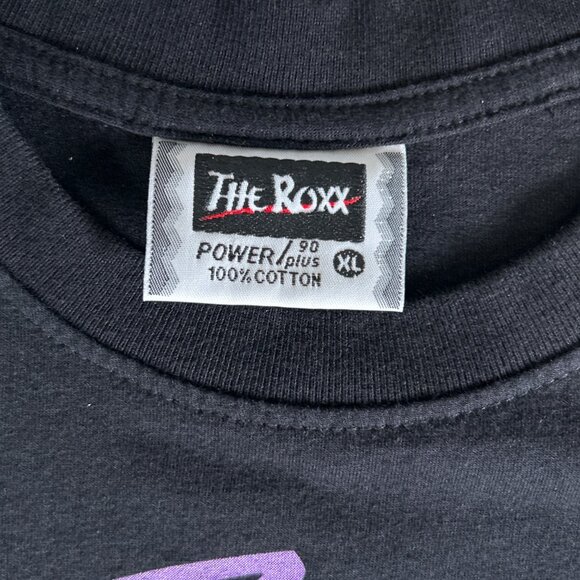 THE ROXX
POWER/90 plus XL
100% COTTON